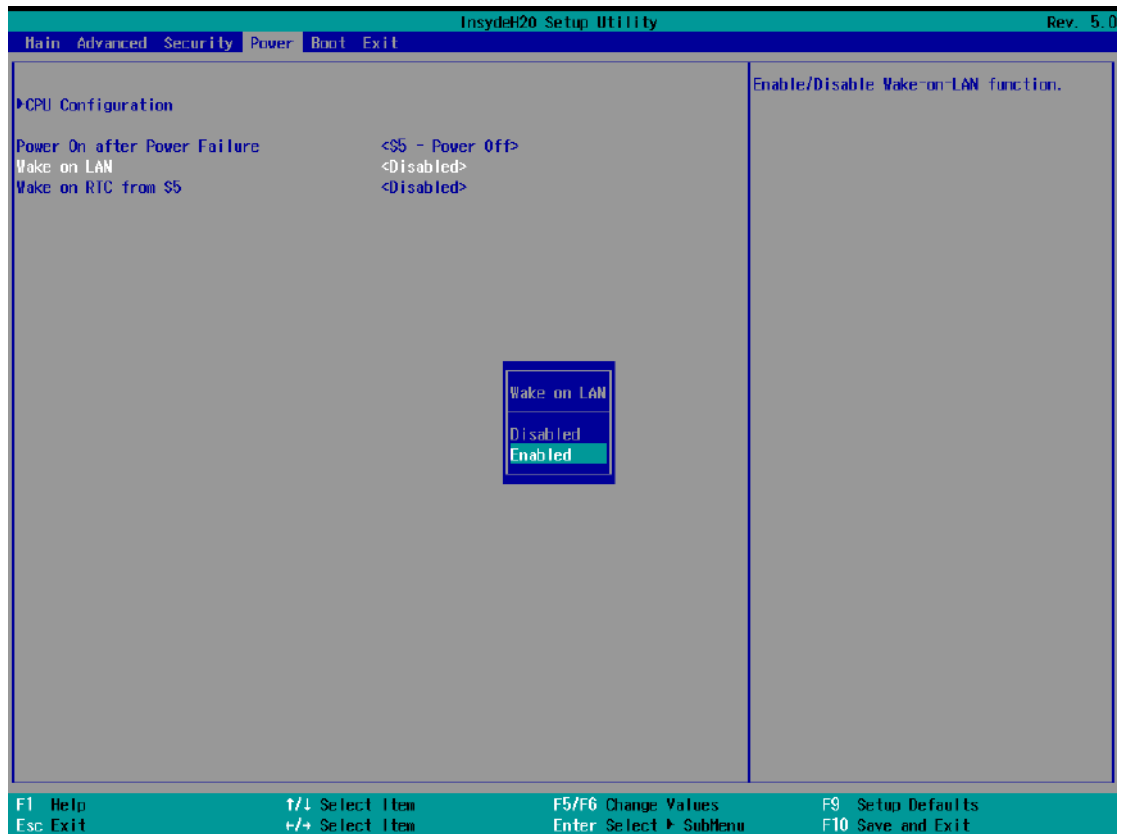 InsydeH20 Setup Utility Rev. 5.0
Main Advanced Security Power Boot Exit
Enable/Disable Wake-on-LAN function.
▶CPU Configuration
Power On after Power Failure <S5 - Power Off>
Wake on LAN <Disabled>
Wake on RTC from S5 <Disabled>
Wake on LAN
Disabled
Enabled
F1 Help ↑/↓ Select Item F5/F6 Change Values F9 Setup Defaults
Esc Exit ←/→ Select Item Enter Select ▶ SubMenu F10 Save and Exit